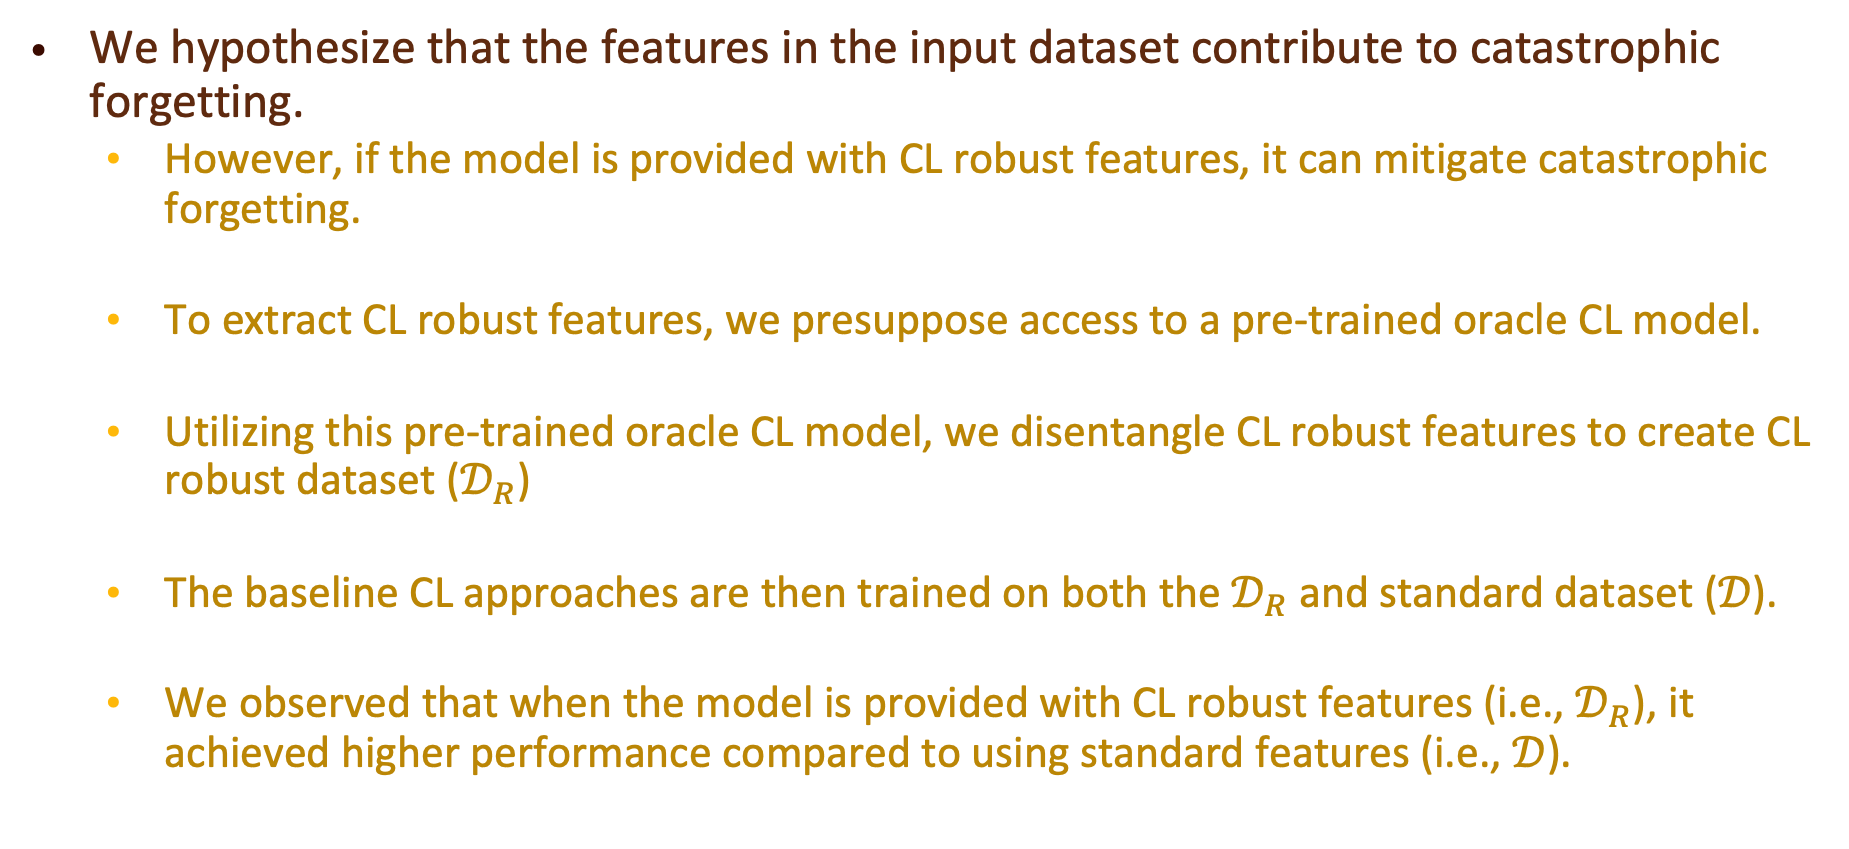 • We hypothesize that the features in the input dataset contribute to catastrophic
forgetting.
• However, if the model is provided with CL robust features, it can mitigate catastrophic
forgetting.
• To extract CL robust features, we presuppose access to a pre-trained oracle CL model.
• Utilizing this pre-trained oracle CL model, we disentangle CL robust features to create CL
robust dataset (𝒟_R)
• The baseline CL approaches are then trained on both the 𝒟_R and standard dataset (𝒟).
• We observed that when the model is provided with CL robust features (i.e., 𝒟_R), it
achieved higher performance compared to using standard features (i.e., 𝒟).